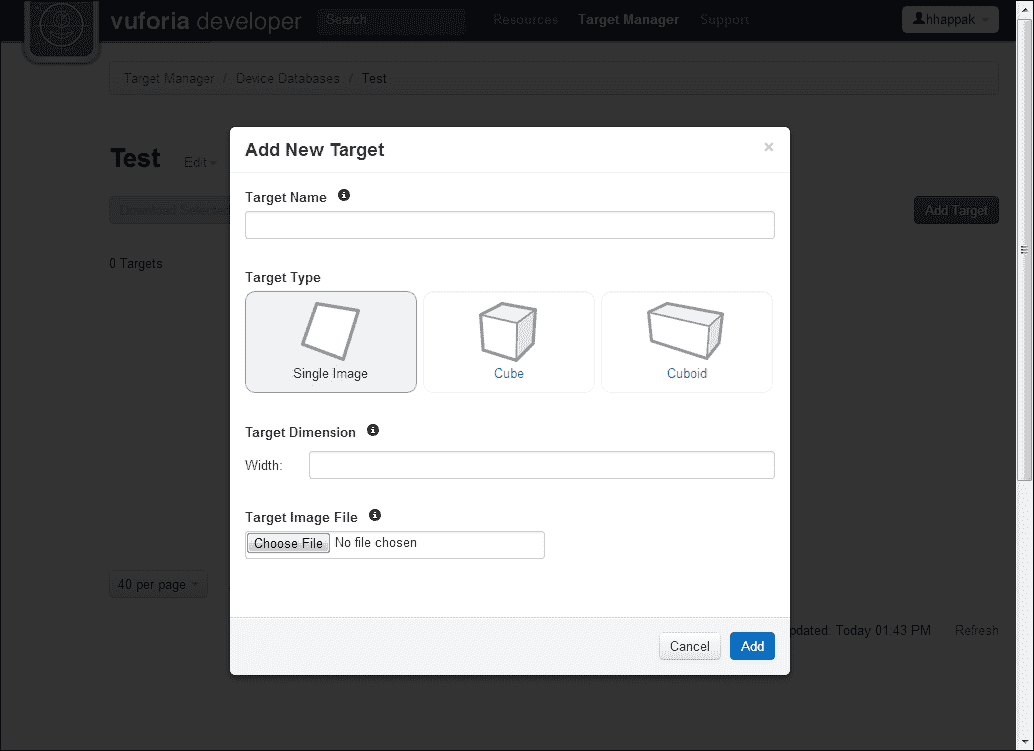 vuforia developer Search Resources Target Manager Support hhappak
Target Manager / Device Databases / Test
Test Edit
Download Selected Add Target
0 Targets
Add New Target ×
Target Name
Target Type
Single Image Cube Cuboid
Target Dimension
Width:
Target Image File
Choose File No file chosen
40 per page
Cancel Add
pdated: Today 01:43 PM Refresh